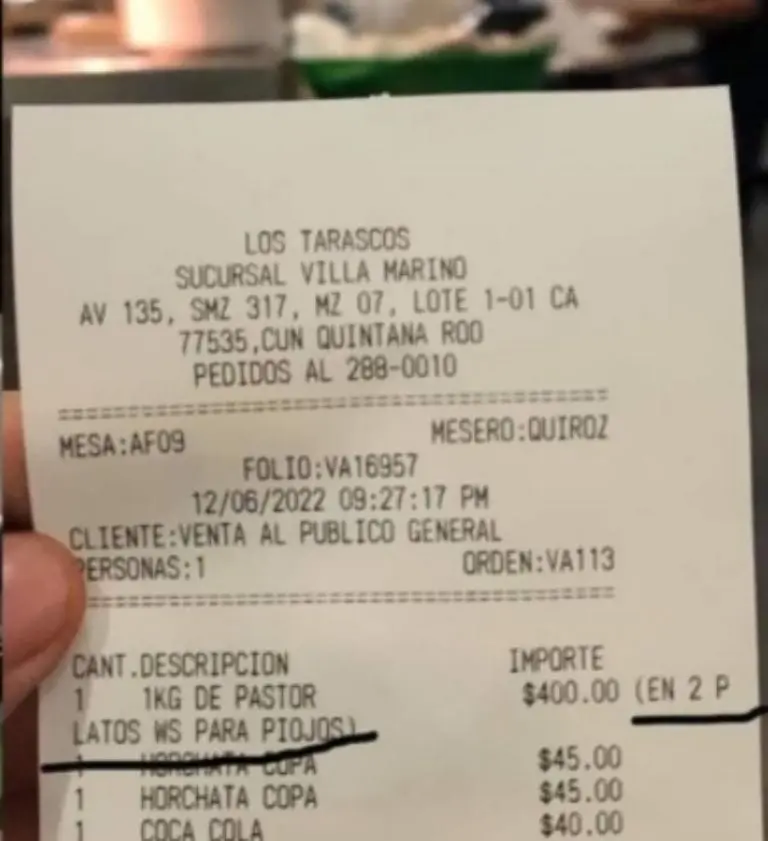 LOS TARASCOS
SUCURSAL VILLA MARINO
AV 135, SMZ 317, MZ 07, LOTE 1-01 CA
77535,CUN QUINTANA ROO
PEDIDOS AL 288-0010
==========================================
MESA:AF09 MESERO:QUIROZ
FOLIO:VA16957
12/06/2022 09:27:17 PM
CLIENTE:VENTA AL PUBLICO GENERAL
PERSONAS:1 ORDEN:VA113
==========================================
CANT.DESCRIPCION IMPORTE
1 1KG DE PASTOR $400.00 (EN 2 P
LATOS WS PARA PIOJOS)
1 HORCHATA COPA $45.00
1 HORCHATA COPA $45.00
1 COCA COLA $40.00